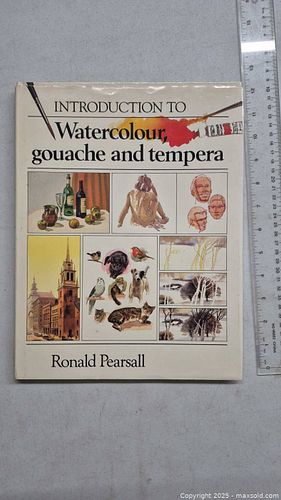 INTRODUCTION TO
Watercolour,
gouache and tempera
Ronald Pearsall
Copyright © 2025 - maxsold.com